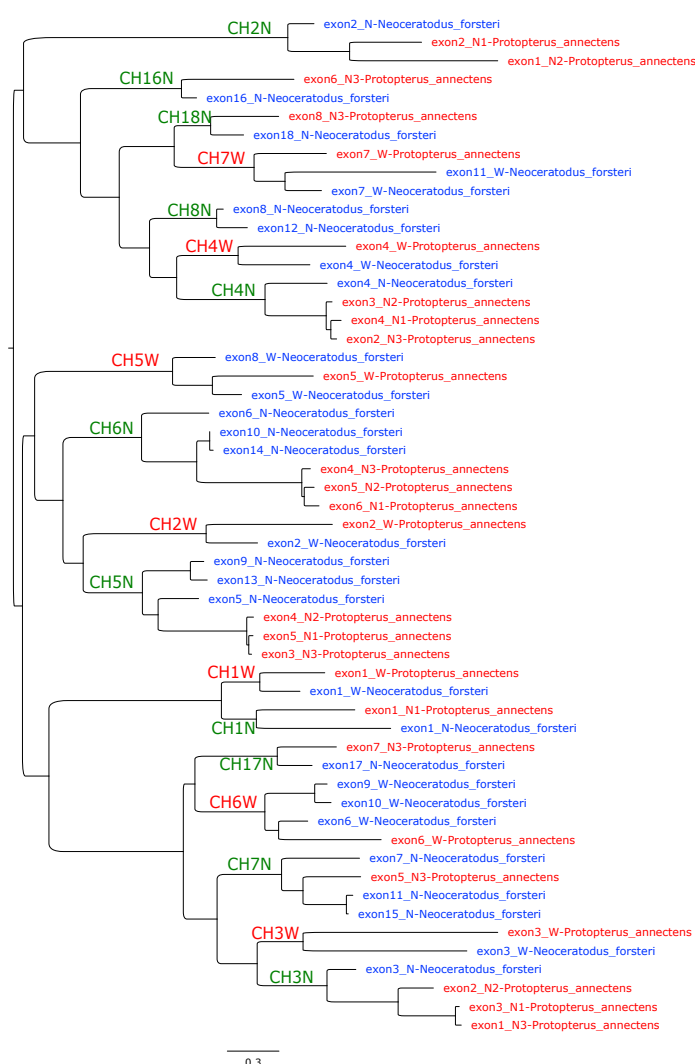 CH2N
exon2_N-Neoceratodus_forsteri
exon2_N1-Protopterus_annectens
exon1_N2-Protopterus_annectens
CH16N
exon6_N3-Protopterus_annectens
exon16_N-Neoceratodus_forsteri
CH18N
exon8_N3-Protopterus_annectens
exon18_N-Neoceratodus_forsteri
CH7W
exon7_W-Protopterus_annectens
exon11_W-Neoceratodus_forsteri
exon7_W-Neoceratodus_forsteri
CH8N
exon8_N-Neoceratodus_forsteri
exon12_N-Neoceratodus_forsteri
CH4W
exon4_W-Protopterus_annectens
exon4_W-Neoceratodus_forsteri
CH4N
exon4_N-Neoceratodus_forsteri
exon3_N2-Protopterus_annectens
exon4_N1-Protopterus_annectens
exon2_N3-Protopterus_annectens
CH5W
exon8_W-Neoceratodus_forsteri
exon5_W-Protopterus_annectens
exon5_W-Neoceratodus_forsteri
CH6N
exon6_N-Neoceratodus_forsteri
exon10_N-Neoceratodus_forsteri
exon14_N-Neoceratodus_forsteri
exon4_N3-Protopterus_annectens
exon5_N2-Protopterus_annectens
exon6_N1-Protopterus_annectens
CH2W
exon2_W-Protopterus_annectens
exon2_W-Neoceratodus_forsteri
CH5N
exon9_N-Neoceratodus_forsteri
exon13_N-Neoceratodus_forsteri
exon5_N-Neoceratodus_forsteri
exon4_N2-Protopterus_annectens
exon5_N1-Protopterus_annectens
exon3_N3-Protopterus_annectens
CH1W
exon1_W-Protopterus_annectens
exon1_W-Neoceratodus_forsteri
exon1_N1-Protopterus_annectens
CH1N
exon1_N-Neoceratodus_forsteri
exon7_N3-Protopterus_annectens
CH17N
exon17_N-Neoceratodus_forsteri
exon9_W-Neoceratodus_forsteri
CH6W
exon10_W-Neoceratodus_forsteri
exon6_W-Neoceratodus_forsteri
exon6_W-Protopterus_annectens
CH7N
exon7_N-Neoceratodus_forsteri
exon5_N3-Protopterus_annectens
exon11_N-Neoceratodus_forsteri
exon15_N-Neoceratodus_forsteri
CH3W
exon3_W-Protopterus_annectens
exon3_W-Neoceratodus_forsteri
CH3N
exon3_N-Neoceratodus_forsteri
exon2_N2-Protopterus_annectens
exon3_N1-Protopterus_annectens
exon1_N3-Protopterus_annectens
0.3